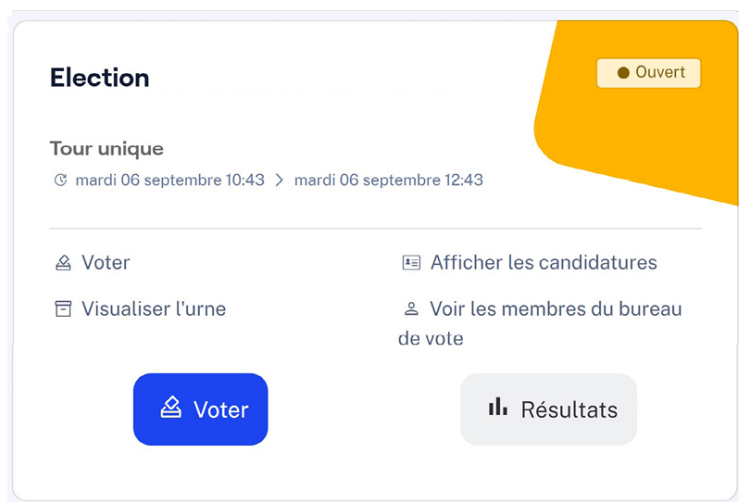 Election
Ouvert
Tour unique
mardi 06 septembre 10:43 > mardi 06 septembre 12:43
Voter
Afficher les candidatures
Visualiser l'urne
Voir les membres du bureau
de vote
Voter
Résultats